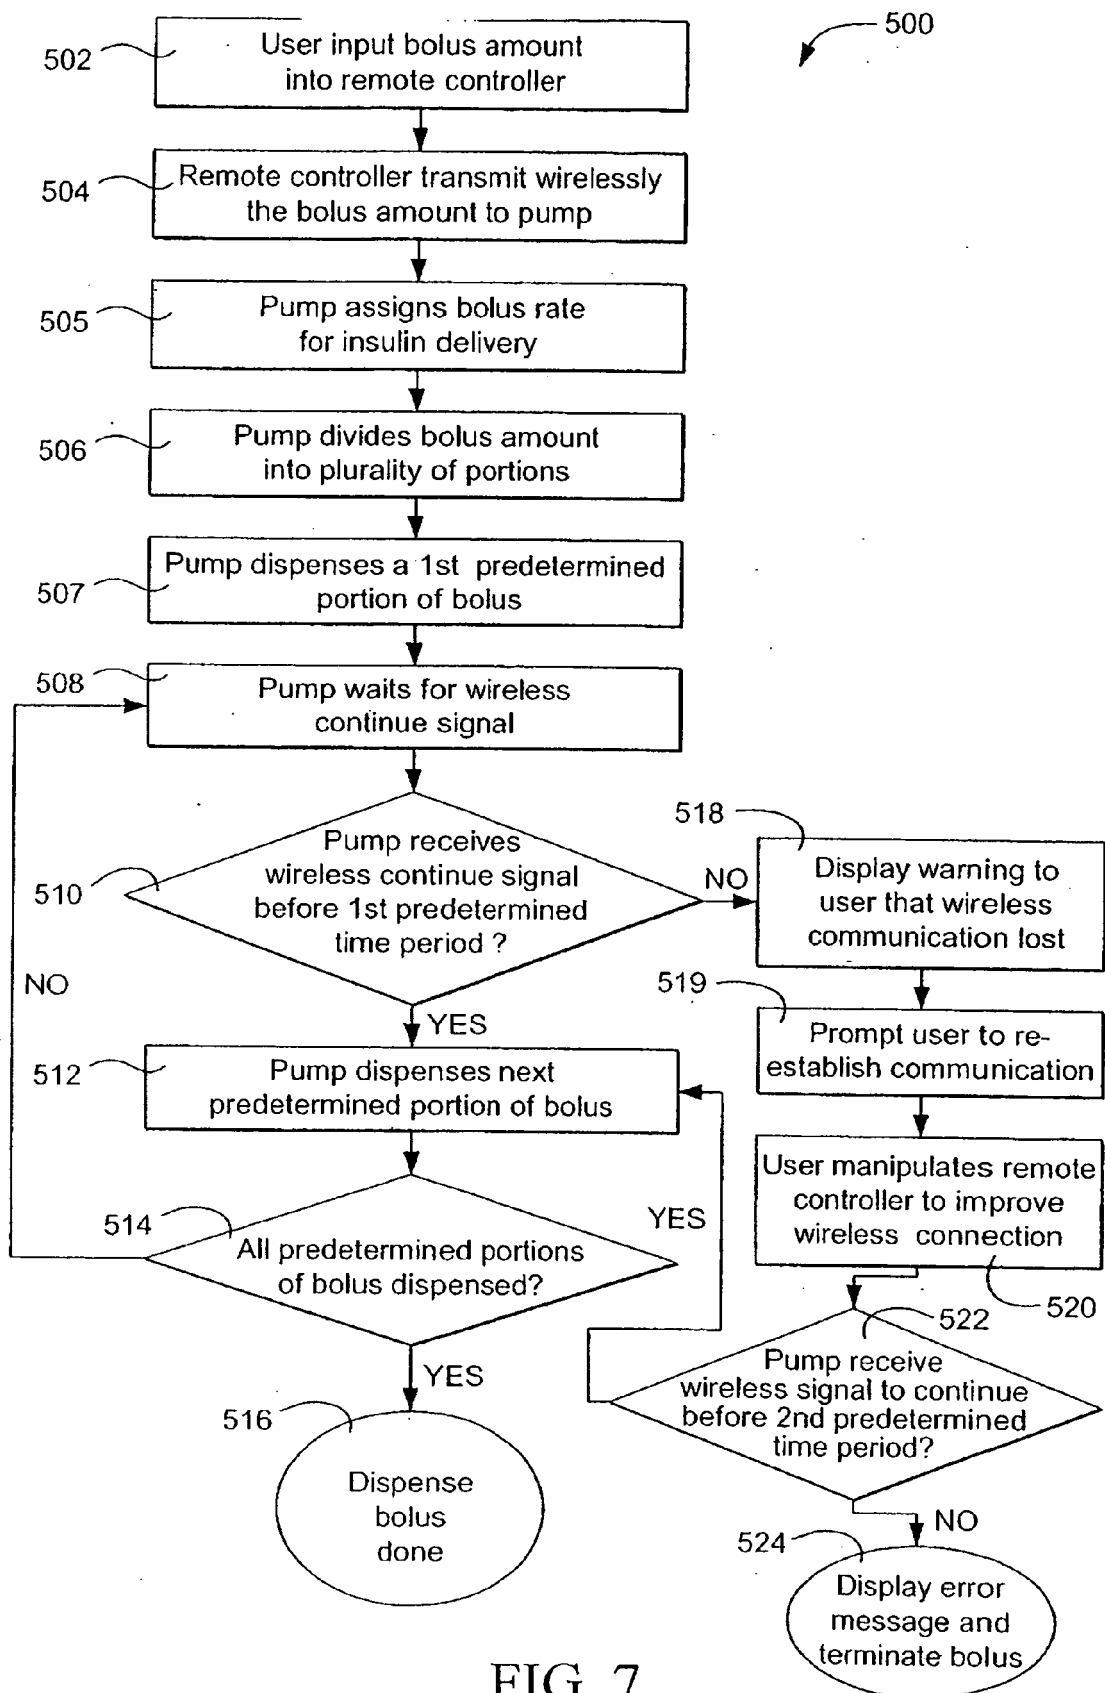 500
502
User input bolus amount
into remote controller
504
Remote controller transmit wirelessly
the bolus amount to pump
505
Pump assigns bolus rate
for insulin delivery
506
Pump divides bolus amount
into plurality of portions
507
Pump dispenses a 1st predetermined
portion of bolus
508
Pump waits for wireless
continue signal
510
Pump receives
wireless continue signal
before 1st predetermined
time period ?
NO
YES
518
Display warning to
user that wireless
communication lost
519
Prompt user to re-
establish communication
User manipulates remote
controller to improve
wireless connection
520
522
Pump receive
wireless signal to continue
before 2nd predetermined
time period?
YES
NO
524
Display error
message and
terminate bolus
512
Pump dispenses next
predetermined portion of bolus
514
All predetermined portions
of bolus dispensed?
NO
YES
516
Dispense
bolus
done
FIG. 7